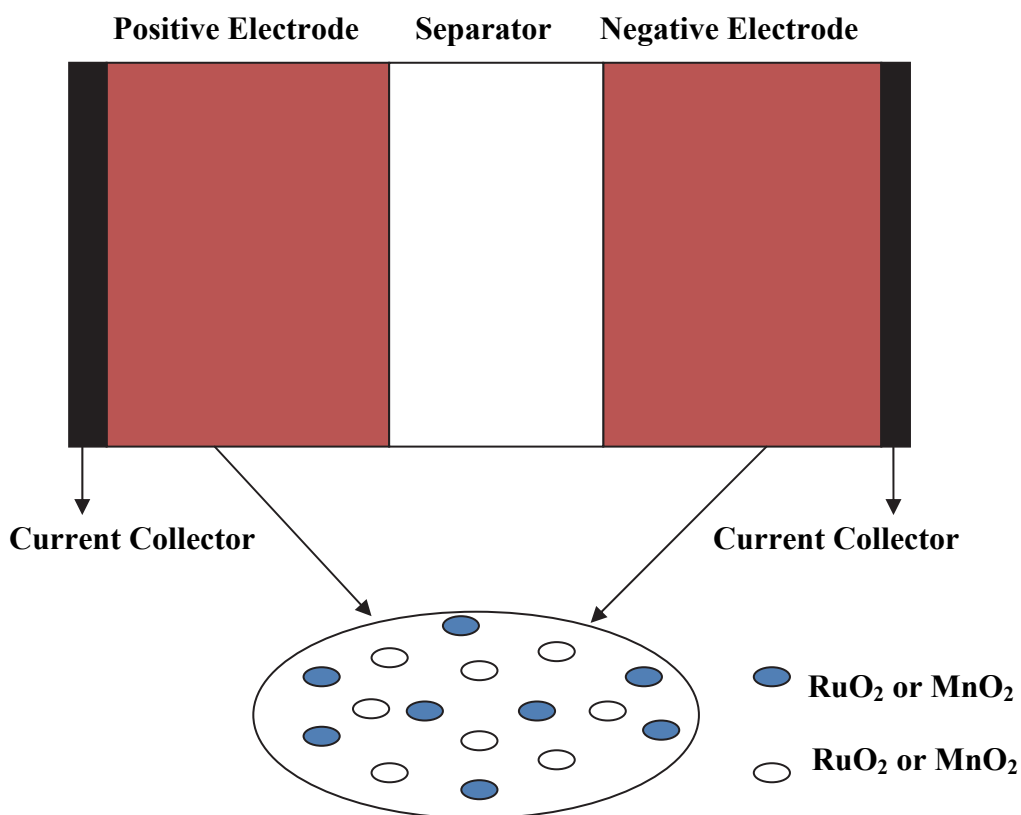 Positive Electrode Separator Negative Electrode
Current Collector Current Collector
RuO₂ or MnO₂
RuO₂ or MnO₂